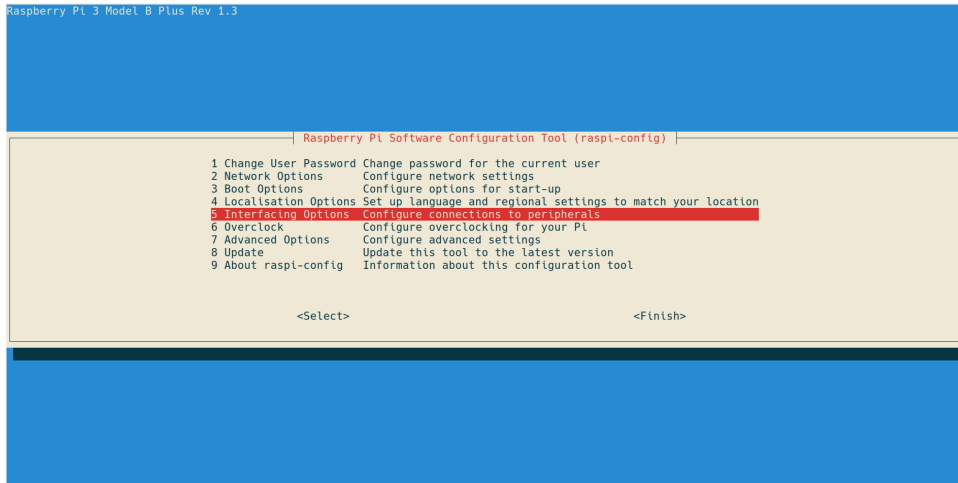 Raspberry Pi 3 Model B Plus Rev 1.3
Raspberry Pi Software Configuration Tool (raspi-config)
1 Change User Password Change password for the current user
2 Network Options Configure network settings
3 Boot Options Configure options for start-up
4 Localisation Options Set up language and regional settings to match your location
5 Interfacing Options Configure connections to peripherals
6 Overclock Configure overclocking for your Pi
7 Advanced Options Configure advanced settings
8 Update Update this tool to the latest version
9 About raspi-config Information about this configuration tool
<Select> <Finish>